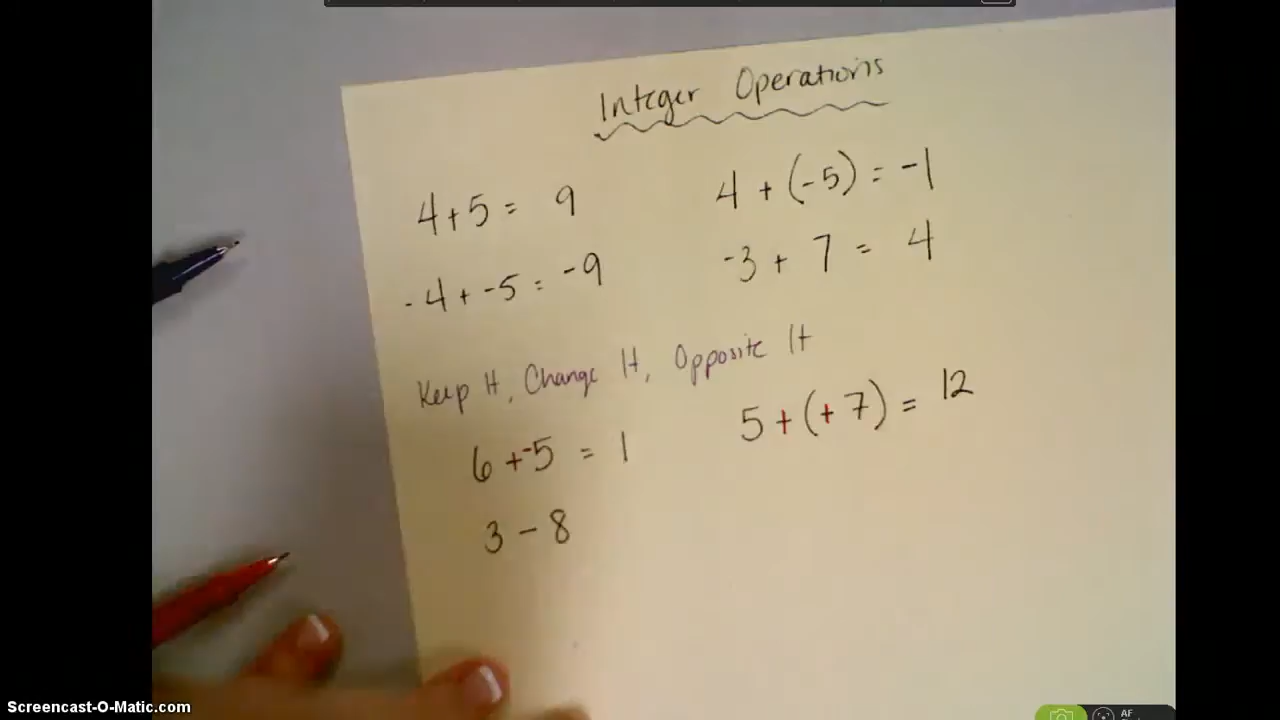 Integer Operations
4 + 5 = 9
4 + (-5) = -1
-4 + -5 = -9
-3 + 7 = 4
Keep It, Change It, Opposite It
6 + -5 = 1
5 + (+7) = 12
3 - 8
Screencast-O-Matic.com
AF